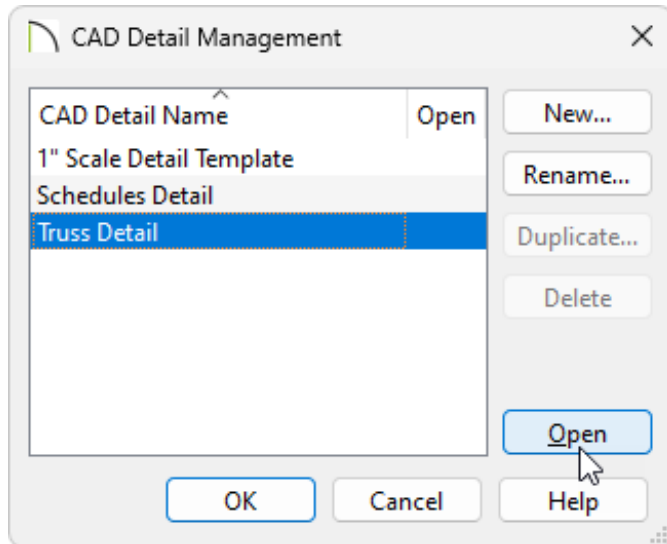 CAD Detail Management
CAD Detail Name Open
1" Scale Detail Template
Schedules Detail
Truss Detail
New...
Rename...
Duplicate...
Delete
Open
OK Cancel Help